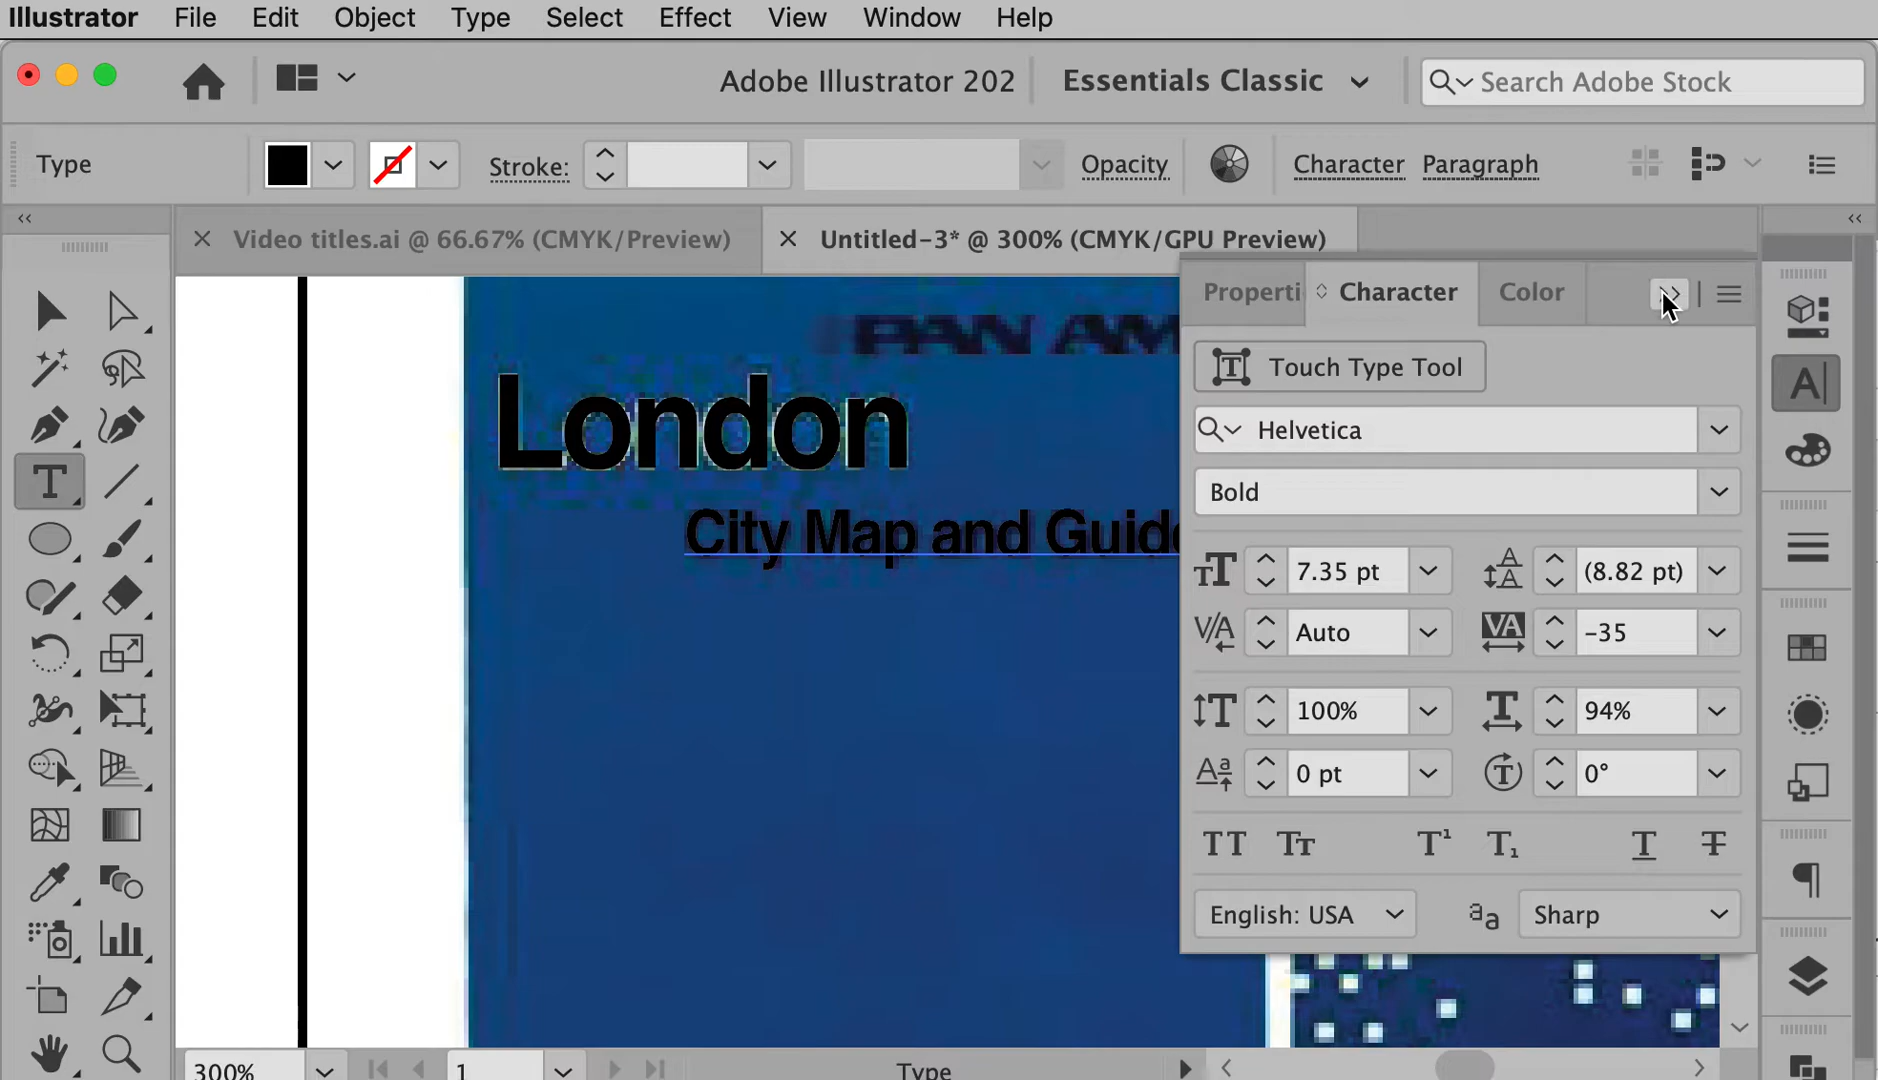 Illustrator File Edit Object Type Select Effect View Window Help
Adobe Illustrator 202 Essentials Classic Search Adobe Stock
Type Stroke: Opacity Character Paragraph
Video titles.ai @ 66.67% (CMYK/Preview) Untitled-3* @ 300% (CMYK/GPU Preview)
Properti Character Color
PAN AM
Touch Type Tool
London
Helvetica
Bold
City Map and Guide
7.35 pt (8.82 pt)
Auto -35
100% 94%
0 pt 0°
English: USA Sharp
300% 1 Type